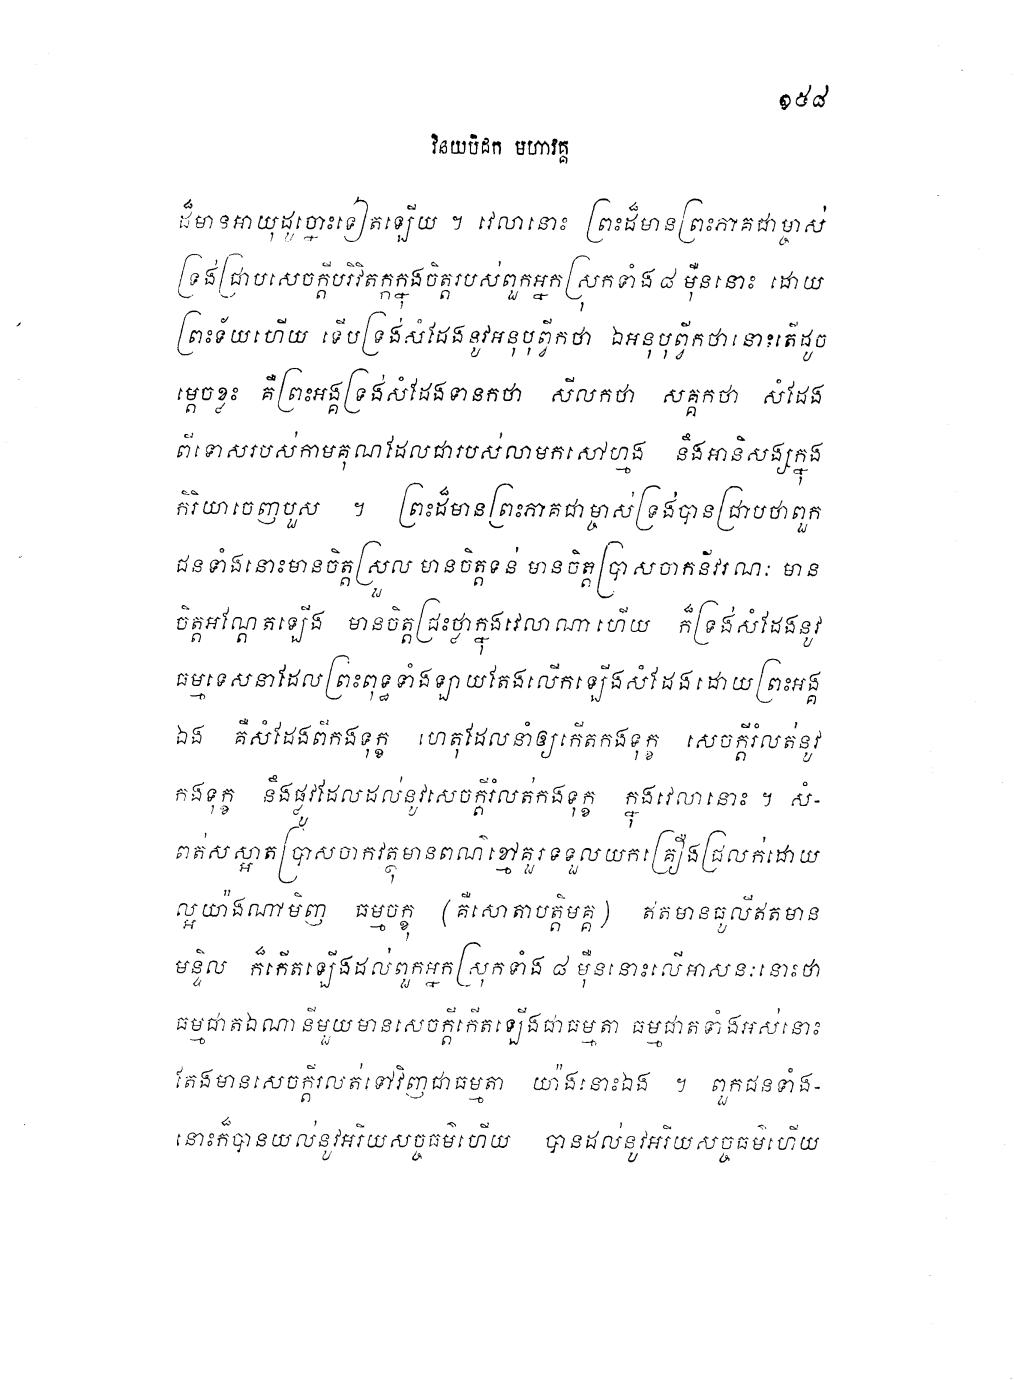 ១៥៨
វិនយបិដក មហាវគ្គ
ដ៏មានអាយុដូច្នោះទៀតឡើយ ។ វេលានោះ ព្រះដ៏មានព្រះភាគជាម្ចាស់
ទ្រង់ជ្រាបសេចក្តីបរិវិតក្កក្នុងចិត្តរបស់ពួកអ្នកស្រុកទាំង ៨ ម៉ឺននោះ ដោយ
ព្រះទ័យហើយ ទើបទ្រង់សំដែងនូវអនុបុព្វីកថា ឯអនុបុព្វីកថានោះតើដូច
ម្តេចខ្លះ គឺព្រះអង្គទ្រង់សំដែងទានកថា សីលកថា សគ្គកថា សំដែង
ពីទោសរបស់កាមគុណដែលជារបស់លាមកសៅហ្មង នឹងអានិសង្ឃក្នុង
កិរិយាចេញបួស ។ ព្រះដ៏មានព្រះភាគជាម្ចាស់ទ្រង់បានជ្រាបថាពួក
ជនទាំងនោះមានចិត្តស្រួល មានចិត្តទន់ មានចិត្តប្រាសចាកនីវរណៈ មាន
ចិត្តអណ្តែតឡើង មានចិត្តជ្រះថ្លាក្នុងវេលាណាហើយ ក៏ទ្រង់សំដែងនូវ
ធម្មទេសនាដែលព្រះពុទ្ធទាំងឡាយតែងលើកឡើងសំដែងដោយព្រះអង្គ
ឯង គឺសំដែងពីកងទុក្ខ ហេតុដែលនាំឲ្យកើតកងទុក្ខ សេចក្តីរំលត់នូវ
កងទុក្ខ នឹងផ្លូវដែលដល់នូវសេចក្តីរំលត់កងទុក្ខ ក្នុងវេលានោះ ។ សំ-
ពត់សស្អាតប្រាសចាកវត្ថុមានពណ៌ខ្មៅគួរទទួលយកគ្រឿងជ្រលក់ដោយ
ល្អយ៉ាងណាមិញ ធម្មចក្ខុ (គឺសោតាបត្តិមគ្គ) ឥតមានធូលីឥតមាន
មន្ទិល ក៏កើតឡើងដល់ពួកអ្នកស្រុកទាំង ៨ ម៉ឺននោះលើអាសនៈនោះថា
ធម្មជាតឯណានីមួយមានសេចក្តីកើតឡើងជាធម្មតា ធម្មជាតទាំងអស់នោះ
តែងមានសេចក្តីរលត់ទៅវិញជាធម្មតា យ៉ាងនោះឯង ។ ពួកជនទាំង-
នោះក៏បានយល់នូវអរិយសច្ចធម៌ហើយ បានដល់នូវអរិយសច្ចធម៌ហើយ